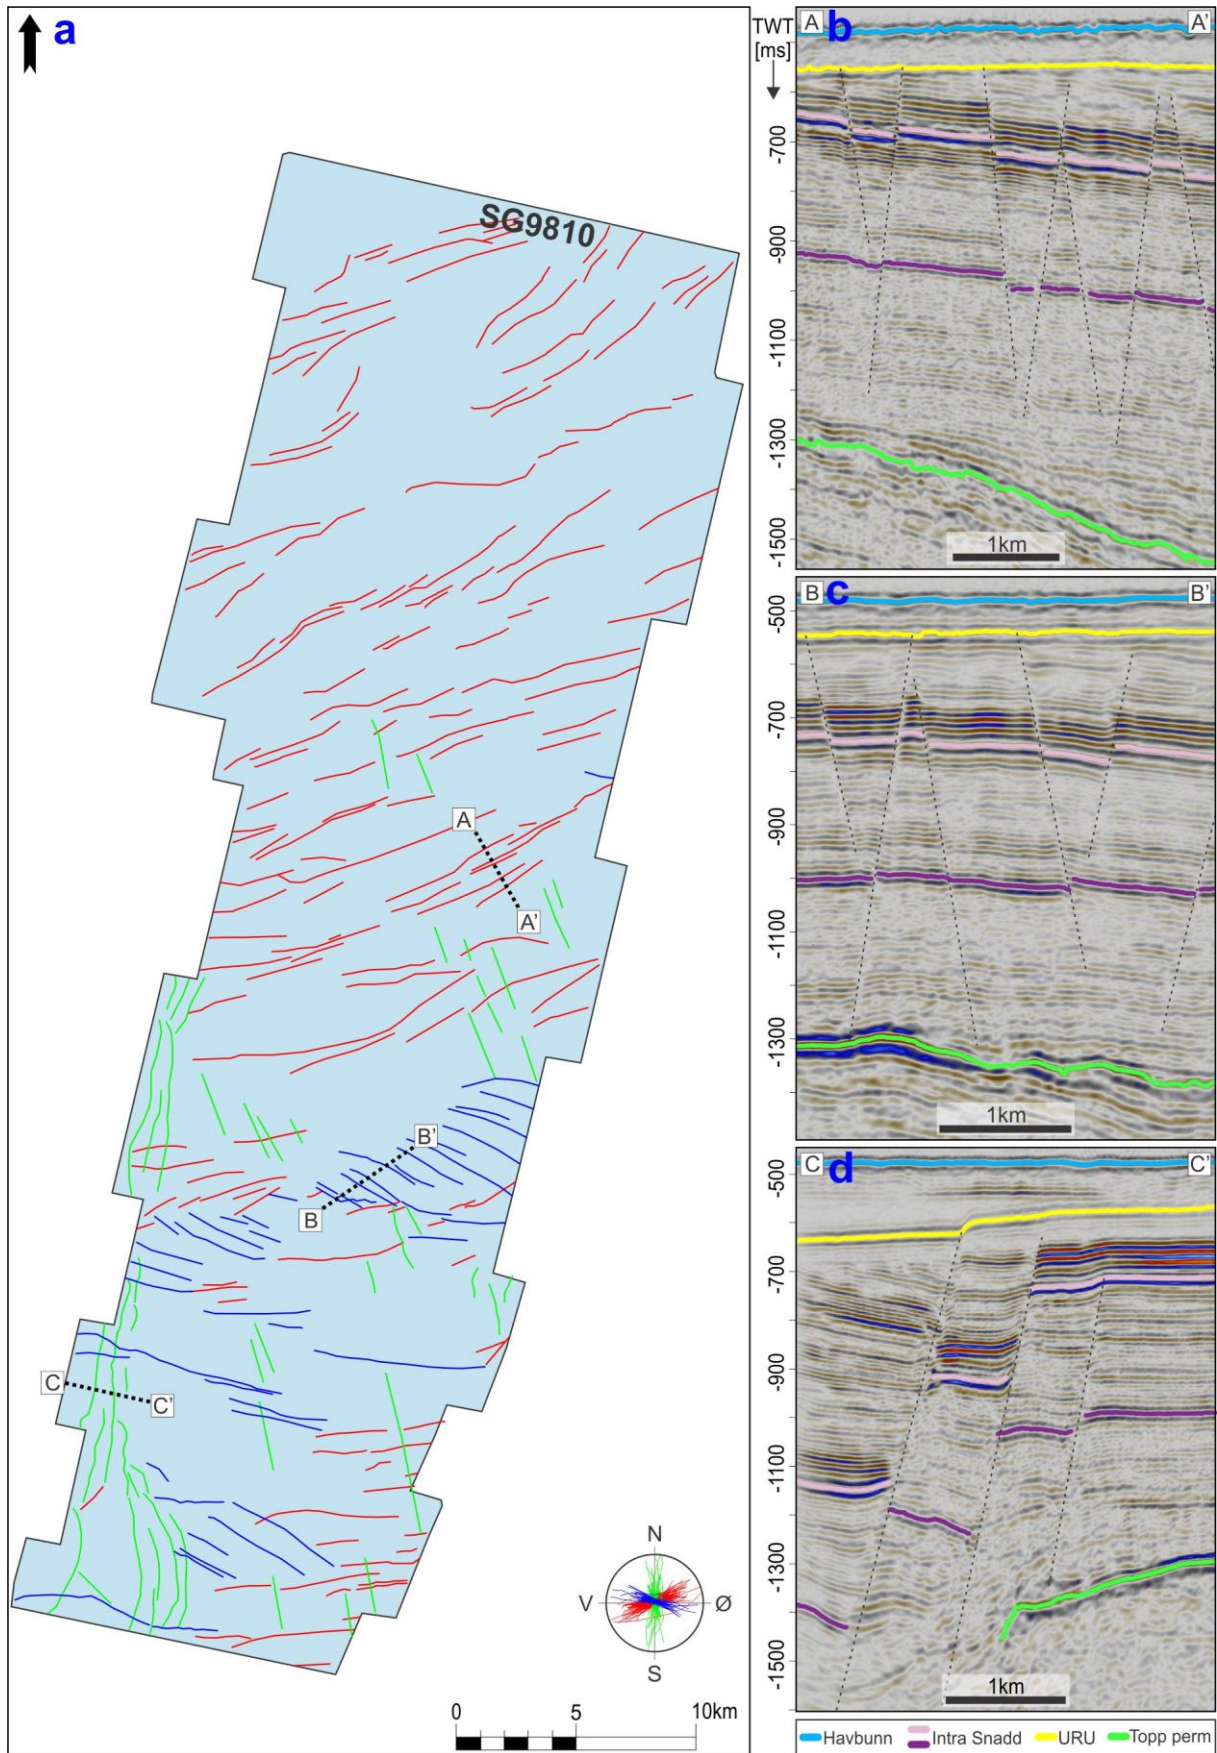 a
SG9810
A
A'
B
B'
C
C'
N
V
Ø
S
0
5
10km
TWT
[ms]
A
b
A'
-700
-900
-1100
-1300
-1500
1km
B
c
B'
-500
-700
-900
-1100
-1300
1km
C
d
C'
-500
-700
-900
-1100
-1300
-1500
1km
Havbunn
Intra Snadd
URU
Topp perm